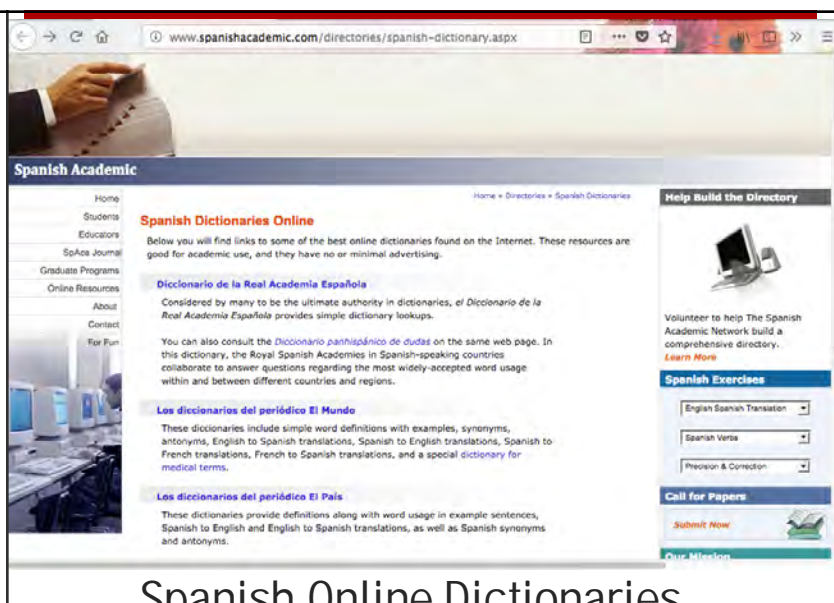 www.spanishacademic.com/directories/spanish-dictionary.aspx
Spanish Academic
Home
Students
Educators
SpAca Journal
Graduate Programs
Online Resources
About
Contact
For Fun
Home » Directories » Spanish Dictionaries
Spanish Dictionaries Online
Below you will find links to some of the best online dictionaries found on the Internet. These resources are
good for academic use, and they have no or minimal advertising.
Diccionario de la Real Academia Española
Considered by many to be the ultimate authority in dictionaries, el Diccionario de la
Real Academia Española provides simple dictionary lookups.
You can also consult the Diccionario panhispánico de dudas on the same web page. In
this dictionary, the Royal Spanish Academies in Spanish-speaking countries
collaborate to answer questions regarding the most widely-accepted word usage
within and between different countries and regions.
Los diccionarios del periódico El Mundo
These diccionaries include simple word definitions with examples, synonyms,
antonyms, English to Spanish translations, Spanish to English translations, Spanish to
French translations, French to Spanish translations, and a special dictionary for
medical terms.
Los diccionarios del periódico El País
These dictionaries provide definitions along with word usage in example sentences,
Spanish to English and English to Spanish translations, as well as Spanish synonyms
and antonyms.
Help Build the Directory
Volunteer to help The Spanish
Academic Network build a
comprehensive directory.
Learn More
Spanish Exercises
English Spanish Translation
Spanish Verbs
Precision & Correction
Call for Papers
Submit Now
Our Mission
Spanish Online Dictionaries